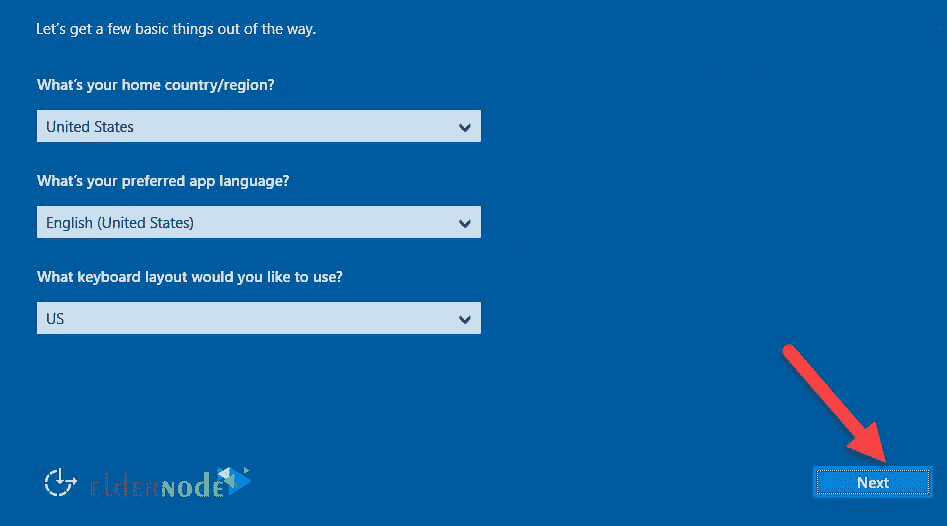 Let's get a few basic things out of the way.
What's your home country/region?
United States
What's your preferred app language?
English (United States)
What keyboard layout would you like to use?
US
elderNODE
Next